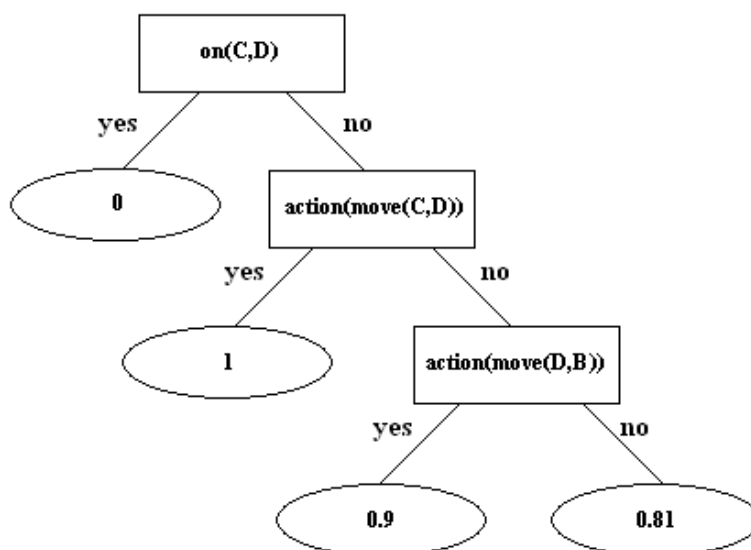 on(C,D)
yes
no
0
action(move(C,D))
yes
no
1
action(move(D,B))
yes
no
0.9
0.81